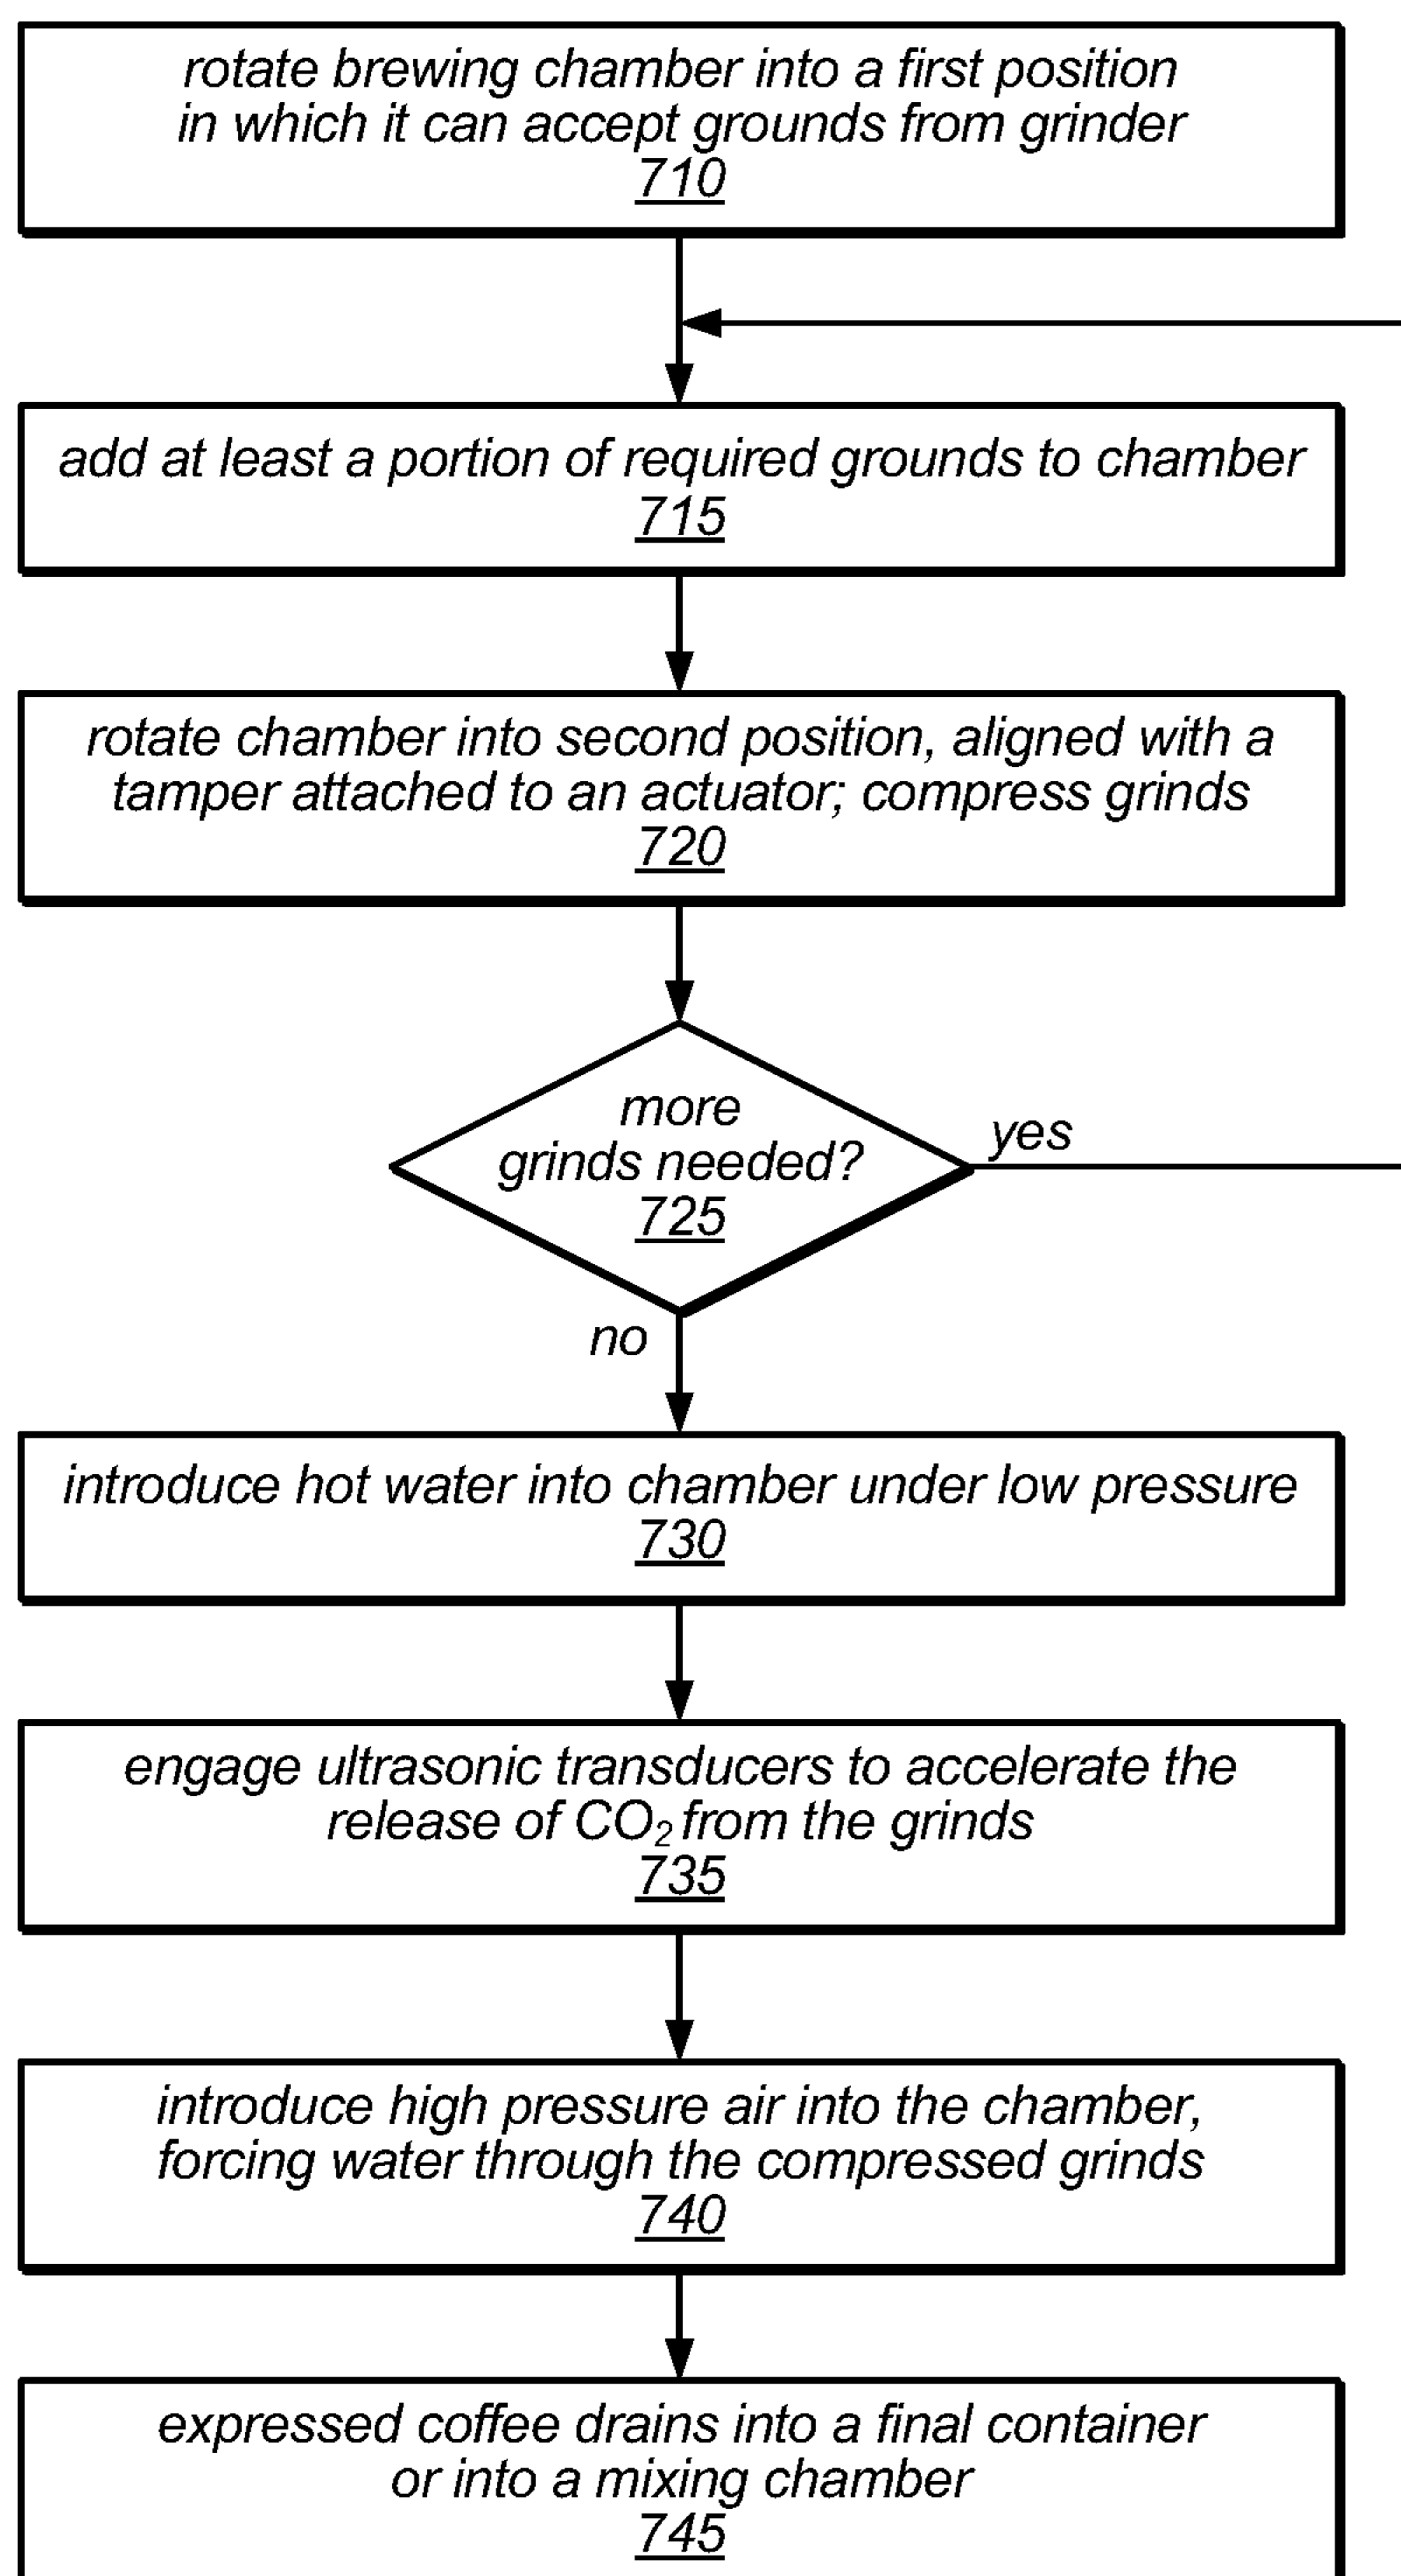 rotate brewing chamber into a first position
in which it can accept grounds from grinder
710
add at least a portion of required grounds to chamber
715
rotate chamber into second position, aligned with a
tamper attached to an actuator; compress grinds
720
more
grinds needed?
725
yes
no
introduce hot water into chamber under low pressure
730
engage ultrasonic transducers to accelerate the
release of CO₂ from the grinds
735
introduce high pressure air into the chamber,
forcing water through the compressed grinds
740
expressed coffee drains into a final container
or into a mixing chamber
745